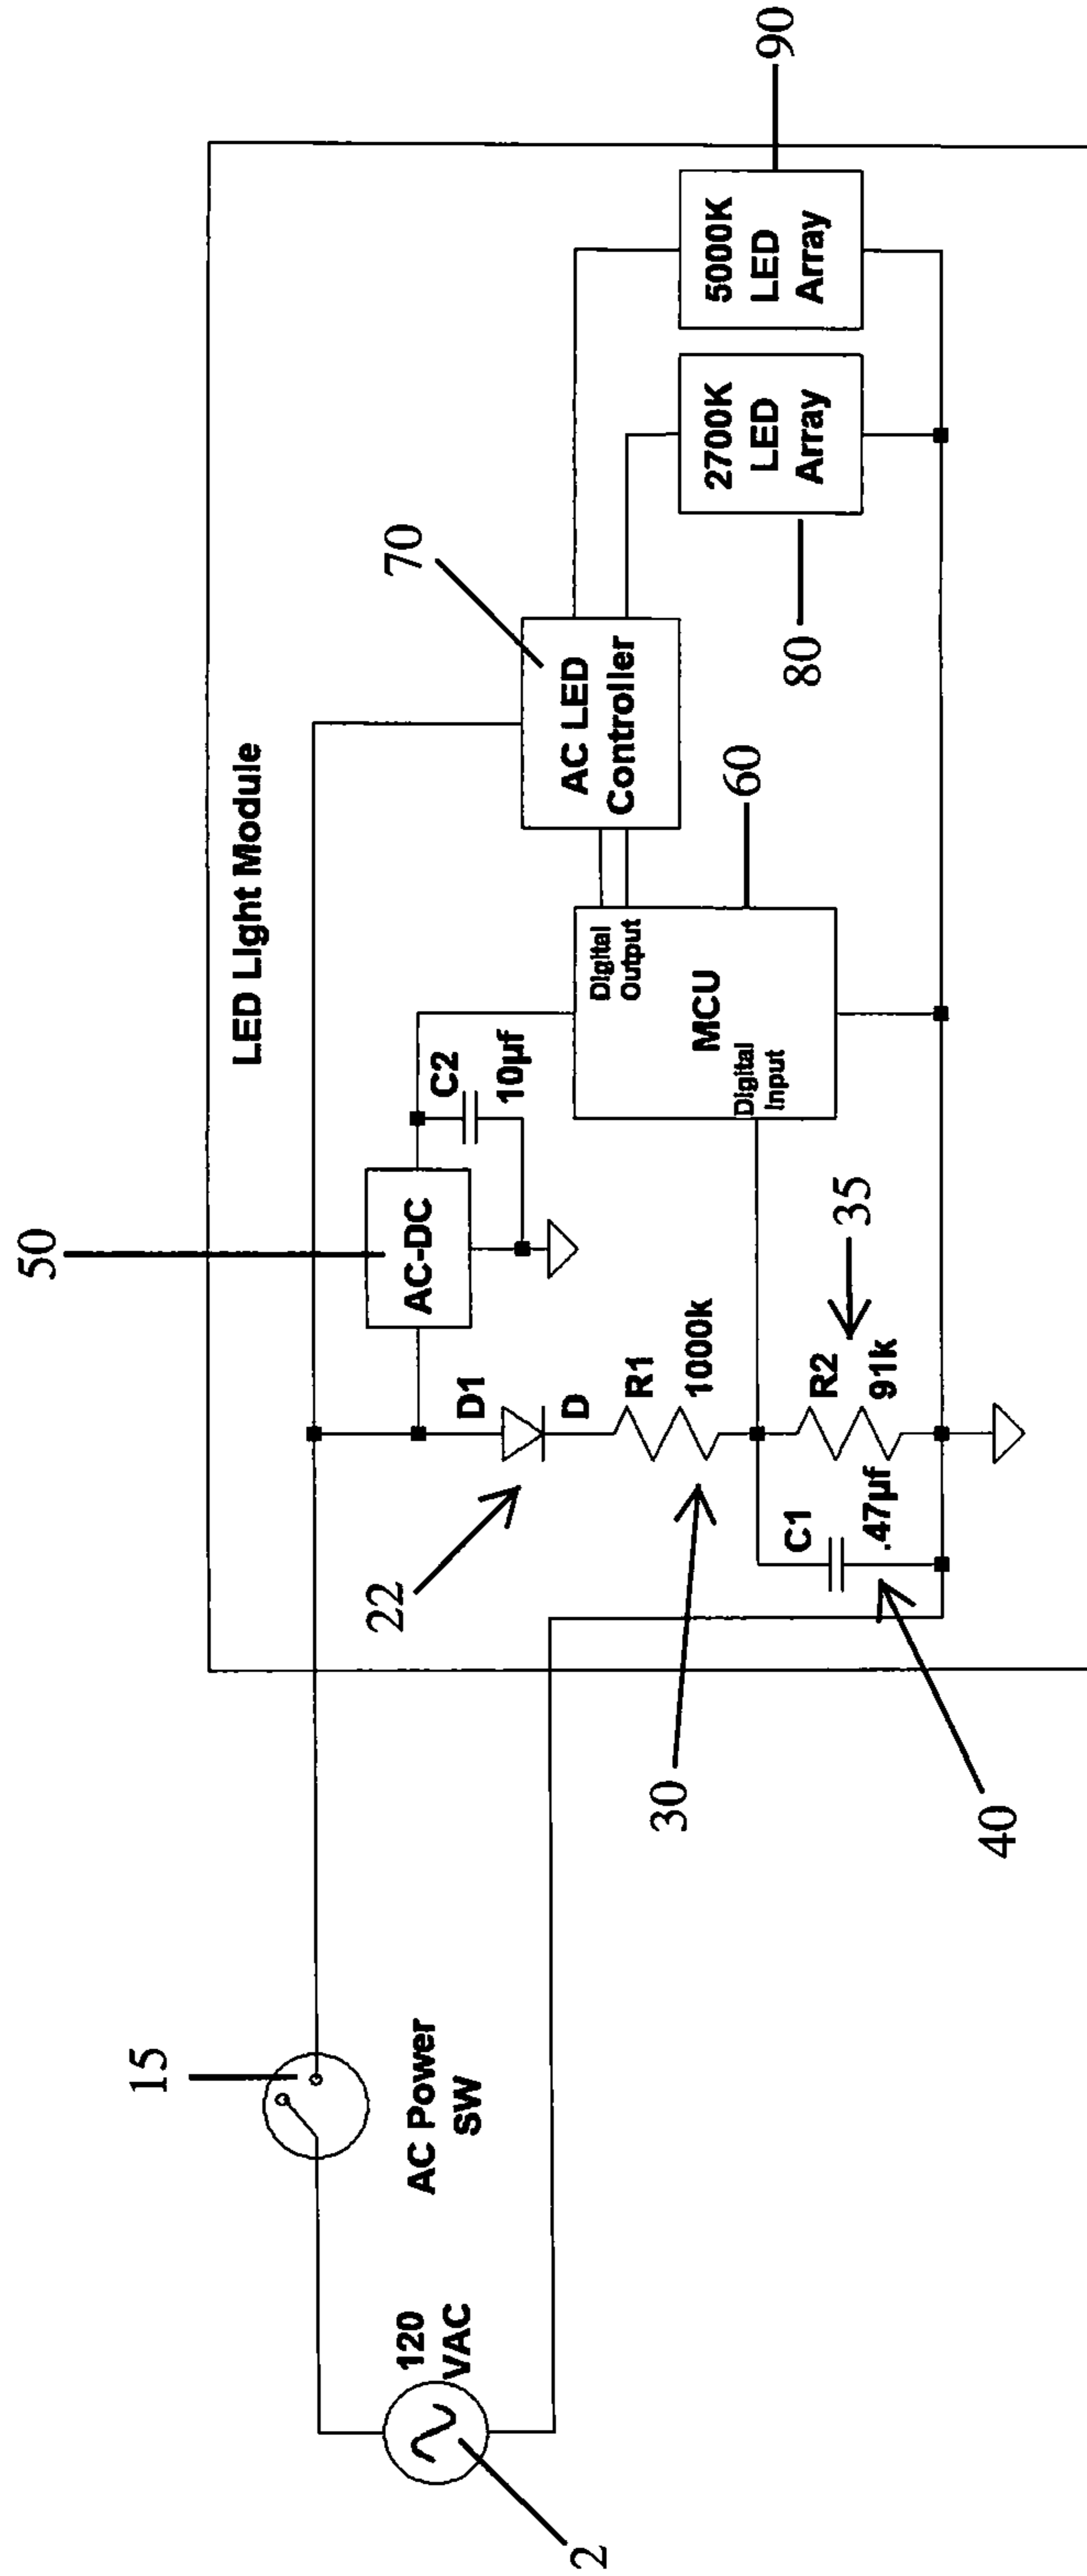 50
15
LED Light Module
120
VAC
AC Power
SW
2
AC-DC
C2
10µf
22
D1
D
70
AC LED
Controller
R1
1000k
30
Digital
Output
MCU
Digital
Input
60
2700K
LED
Array
5000K
LED
Array
90
80
C1
.47µf
R2
91k
35
40